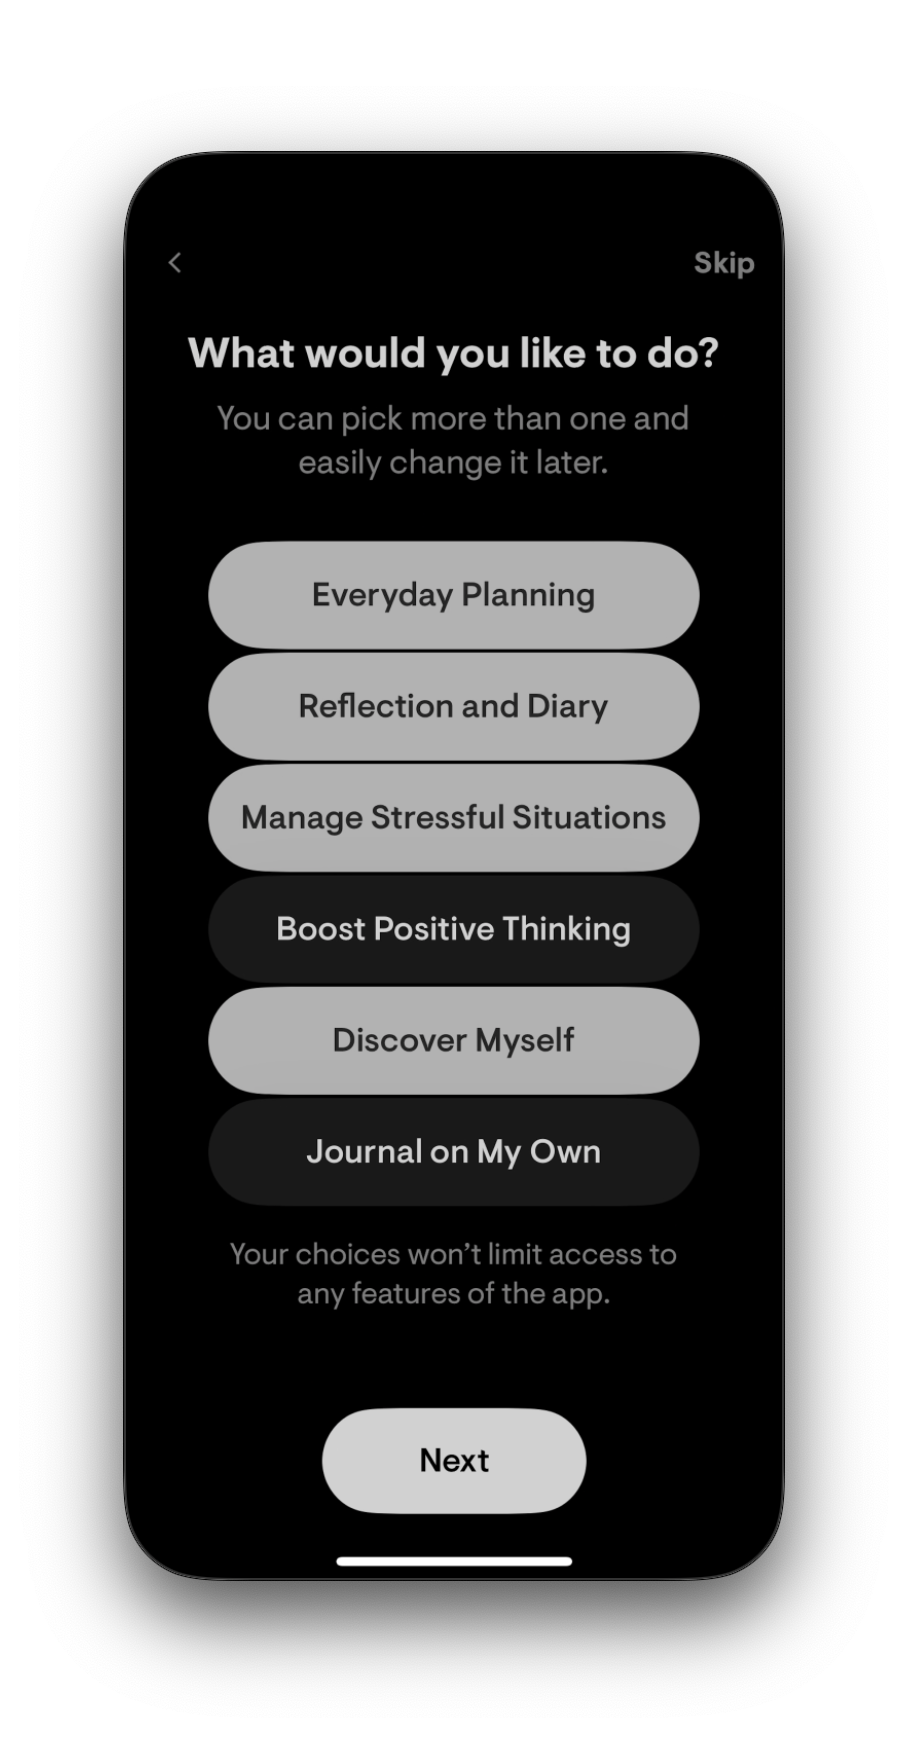 Skip
What would you like to do?
You can pick more than one and
easily change it later.
Everyday Planning
Reflection and Diary
Manage Stressful Situations
Boost Positive Thinking
Discover Myself
Journal on My Own
Your choices won’t limit access to
any features of the app.
Next